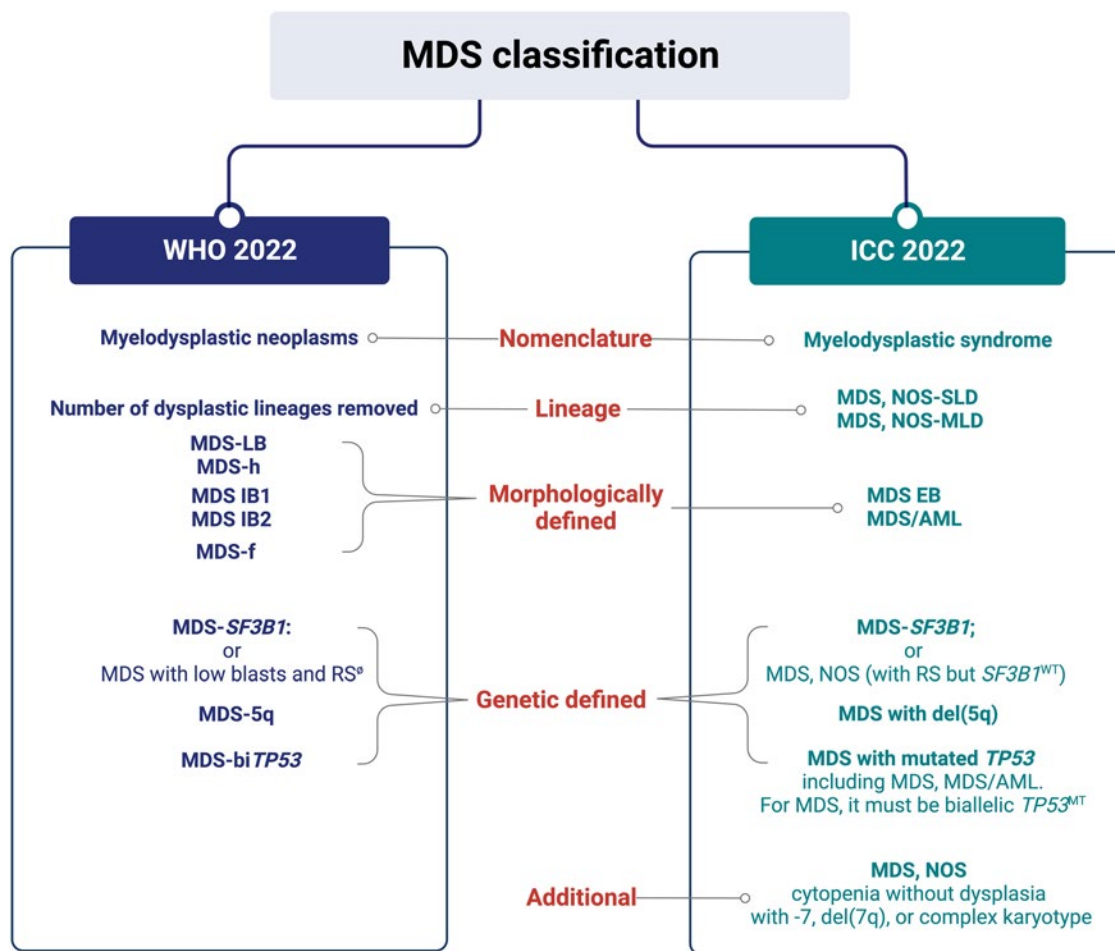 MDS classification
WHO 2022
ICC 2022
Myelodysplastic neoplasms
Nomenclature
Myelodysplastic syndrome
Number of dysplastic lineages removed
Lineage
MDS, NOS-SLD
MDS, NOS-MLD
MDS-LB
MDS-h
MDS IB1
MDS IB2
MDS-f
Morphologically
defined
MDS EB
MDS/AML
MDS-SF3B1:
or
MDS with low blasts and RSø
MDS-5q
MDS-biTP53
Genetic defined
MDS-SF3B1;
or
MDS, NOS (with RS but SF3B1WT)
MDS with del(5q)
MDS with mutated TP53
including MDS, MDS/AML.
For MDS, it must be biallelic TP53MT
Additional
MDS, NOS
cytopenia without dysplasia
with -7, del(7q), or complex karyotype